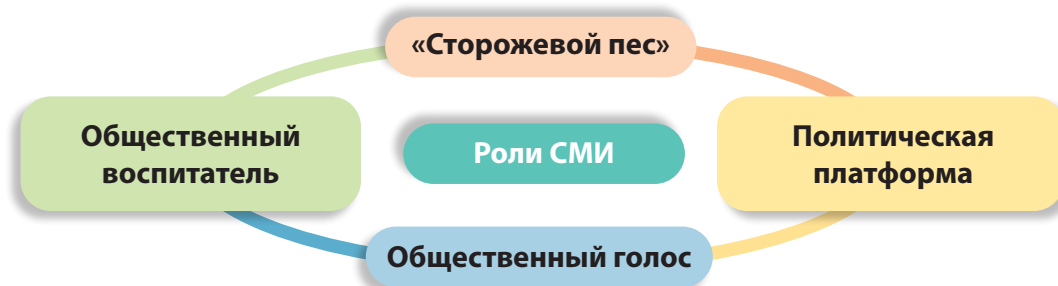 «Сторожевой пес»
Общественный
воспитатель
Роли СМИ
Политическая
платформа
Общественный голос